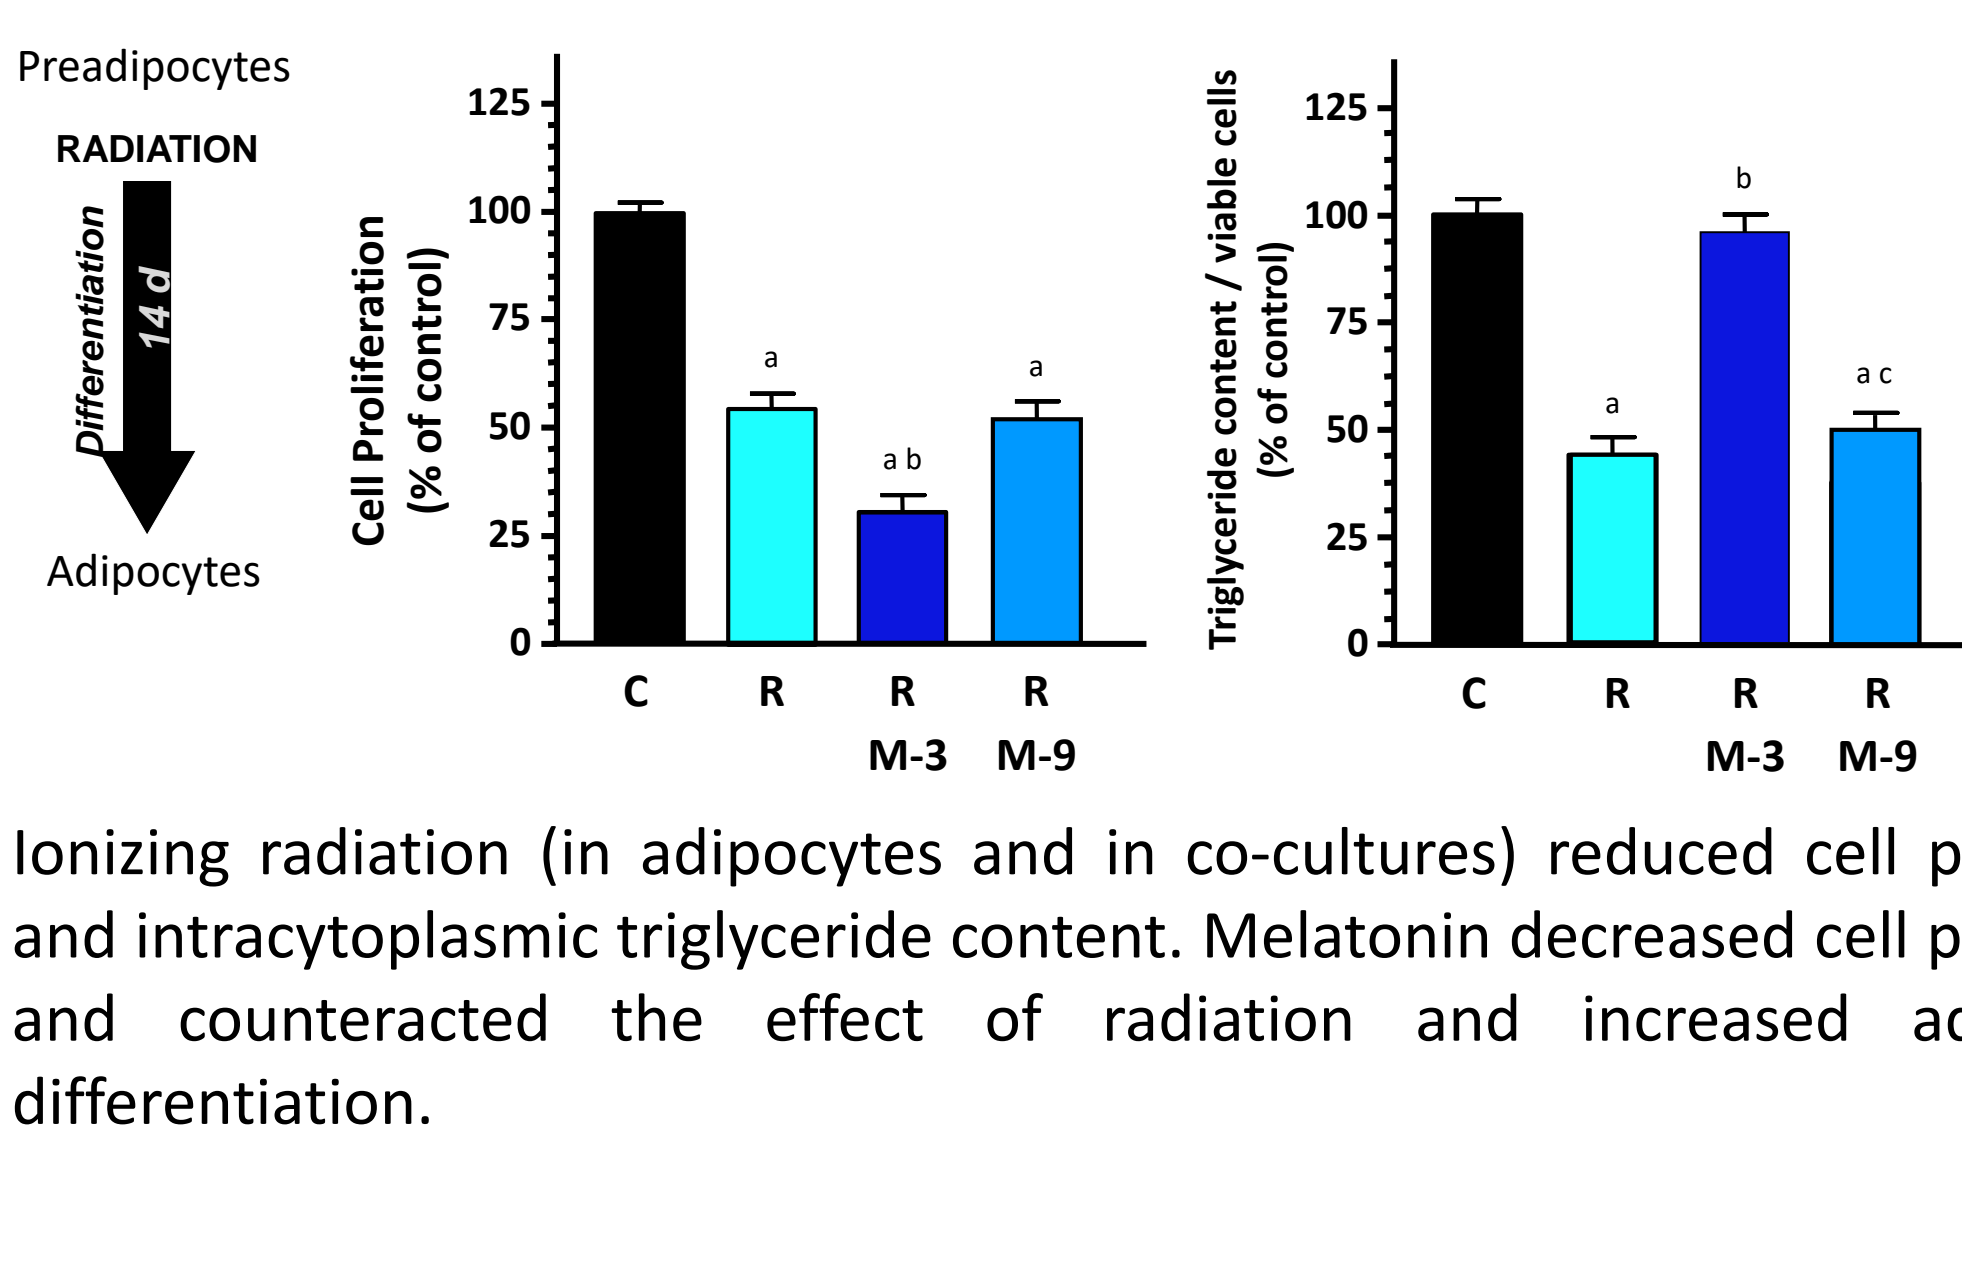 Preadipocytes
RADIATION
Differentiation
14 d
Adipocytes
Cell Proliferation
(% of control)
125
100
75
50
25
0
a
a b
a
C
R
R
R
M-3
M-9
Triglyceride content / viable cells
(% of control)
125
100
75
50
25
0
a
b
a c
C
R
R
R
M-3
M-9
Ionizing radiation (in adipocytes and in co-cultures) reduced cell p
and intracytoplasmic triglyceride content. Melatonin decreased cell p
and counteracted the effect of radiation and increased
differentiation.